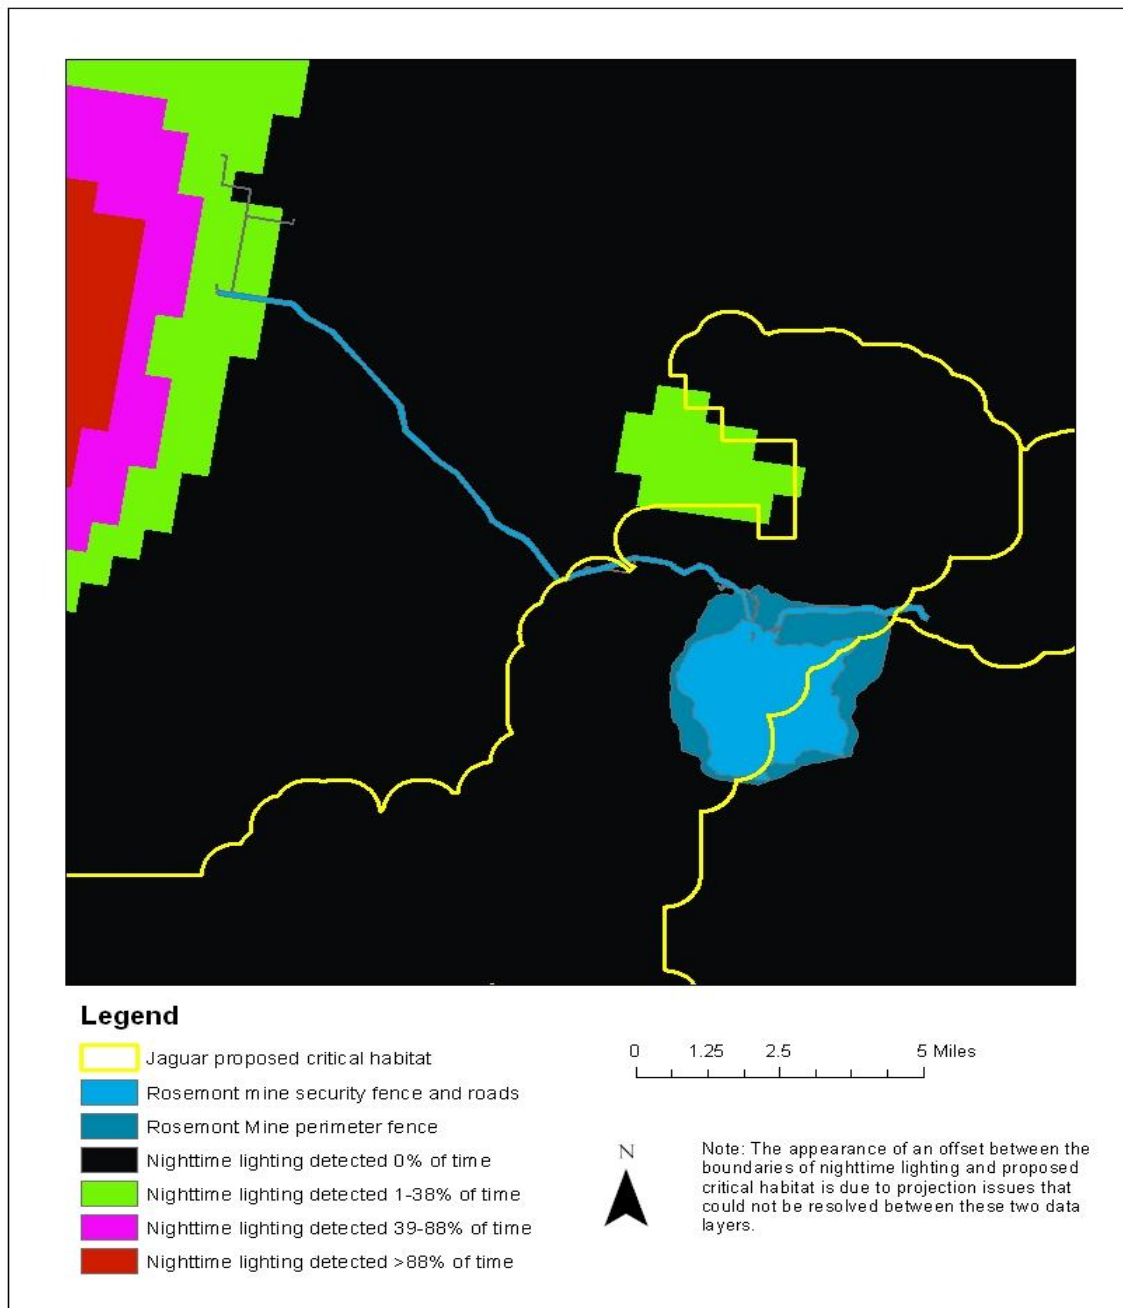 Legend
Jaguar proposed critical habitat
Rosemont mine security fence and roads
Rosemont Mine perimeter fence
Nighttime lighting detected 0% of time
Nighttime lighting detected 1-38% of time
Nighttime lighting detected 39-88% of time
Nighttime lighting detected >88% of time
0 1.25 2.5 5 Miles
N
Note: The appearance of an offset between the
boundaries of nighttime lighting and proposed
critical habitat is due to projection issues that
could not be resolved between these two data
layers.